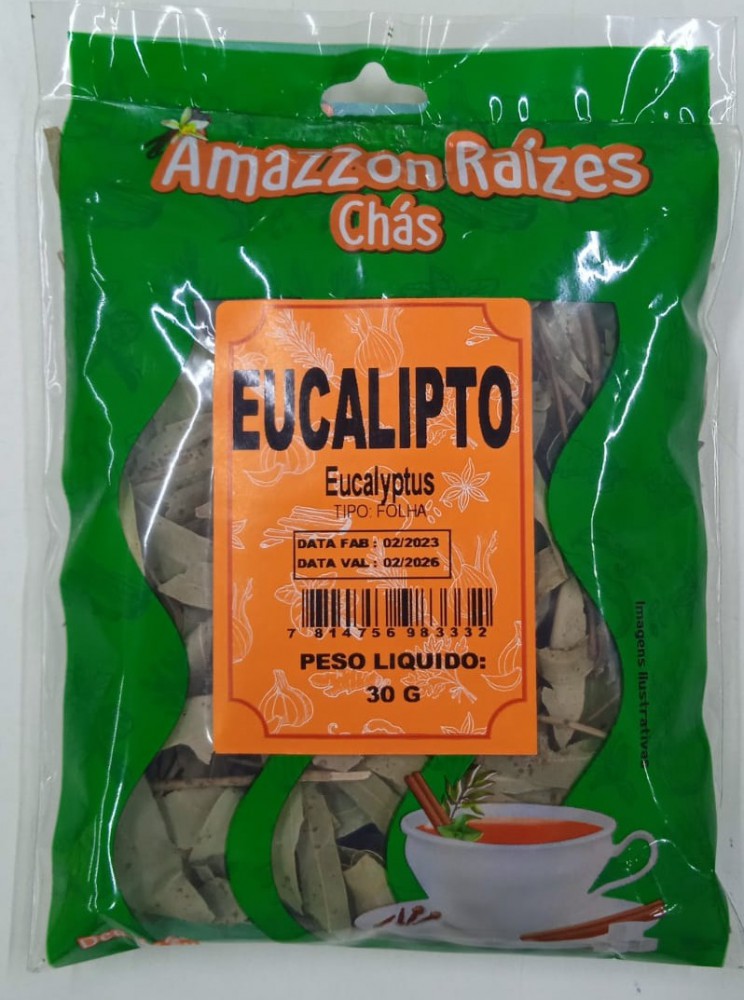 Amazzon Raízes
Chás
EUCALIPTO
Eucalyptus
TIPO: FOLHA
DATA FAB : 02/2023
DATA VAL : 02/2026
7 814756 983332
PESO LIQUIDO:
30 G
Imagens Ilustrativas